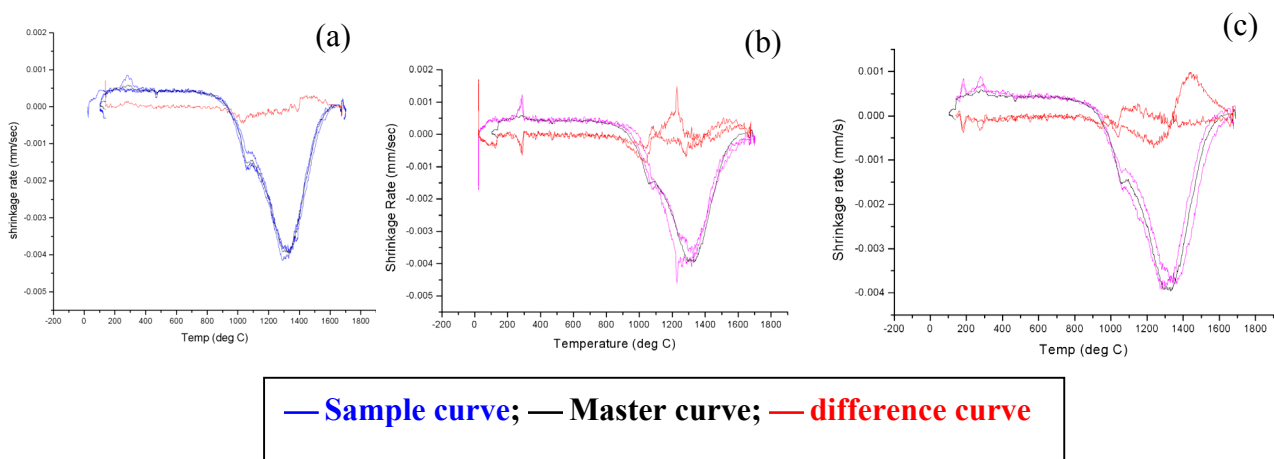 (a)
0.002
0.001
0.000
-0.001
-0.002
-0.003
-0.004
-0.005
shrinkage rate (mm/sec)
-200 0 200 400 600 800 1000 1200 1400 1600 1800
Temp (deg C)
(b)
0.002
0.001
0.000
-0.001
-0.002
-0.003
-0.004
-0.005
Shrinkage Rate (mm/sec)
-200 0 200 400 600 800 1000 1200 1400 1600 1800
Temperature (deg C)
(c)
0.001
0.000
-0.001
-0.002
-0.003
-0.004
Shrinkage rate (mm/s)
-200 0 200 400 600 800 1000 1200 1400 1600 1800
Temp (deg C)
— Sample curve; — Master curve; — difference curve